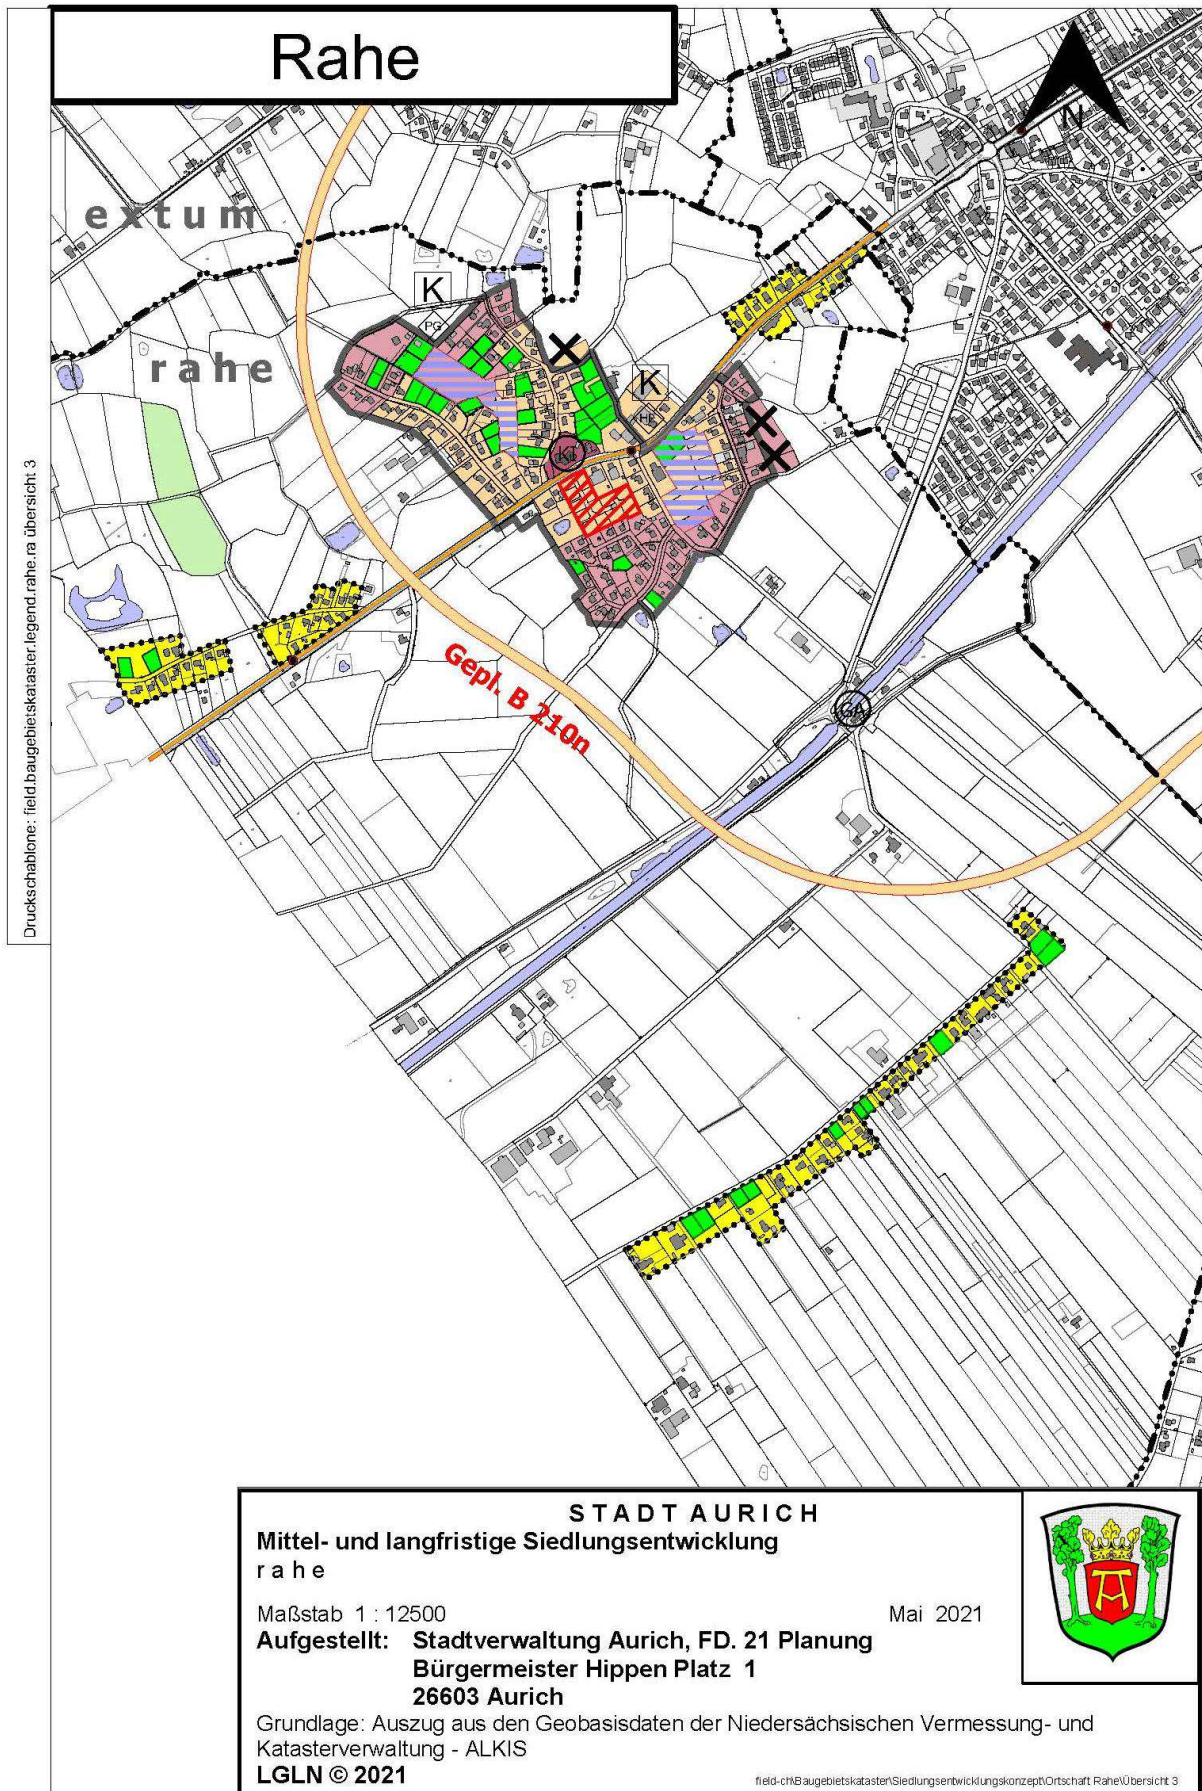 Rahe
N
extum
K
PG
rahe
K
HE
KI
Gepl. B 210n
GA
Druckschablone: field.baugebietskataster.legend.rahe.ra übersicht 3
STADT AURICH
Mittel- und langfristige Siedlungsentwicklung
rahe
Maßstab 1 : 12500 Mai 2021
Aufgestellt: Stadtverwaltung Aurich, FD. 21 Planung
Bürgermeister Hippen Platz 1
26603 Aurich
Grundlage: Auszug aus den Geobasisdaten der Niedersächsischen Vermessung- und
Katasterverwaltung - ALKIS
LGLN © 2021
field-ch\Baugebietskataster\Siedlungsentwicklungskonzept\Ortschaft Rahe\Übersicht 3